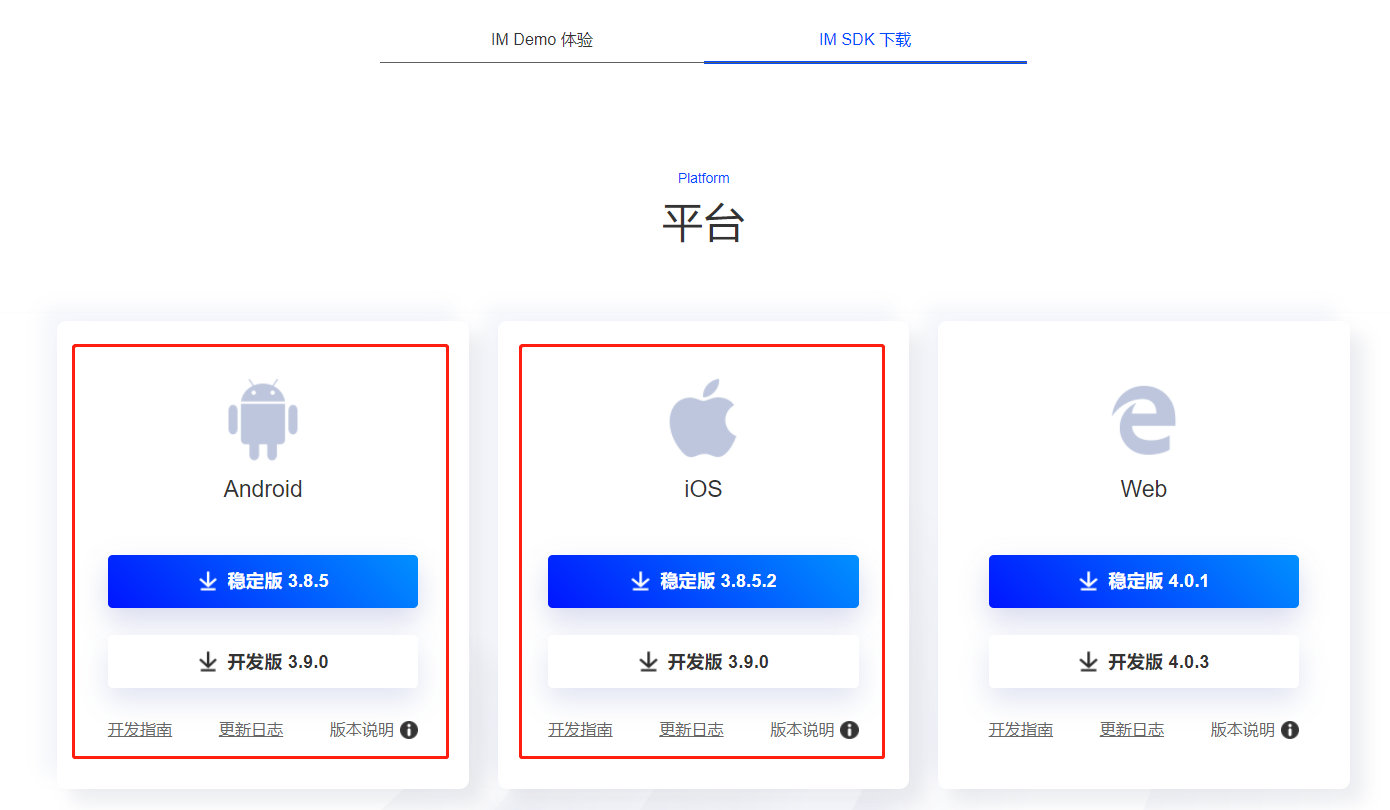 IM Demo 体验
IM SDK 下载
Platform
平台
Android
iOS
Web
稳定版 3.8.5
稳定版 3.8.5.2
稳定版 4.0.1
开发版 3.9.0
开发版 3.9.0
开发版 4.0.3
开发指南 更新日志 版本说明
开发指南 更新日志 版本说明
开发指南 更新日志 版本说明